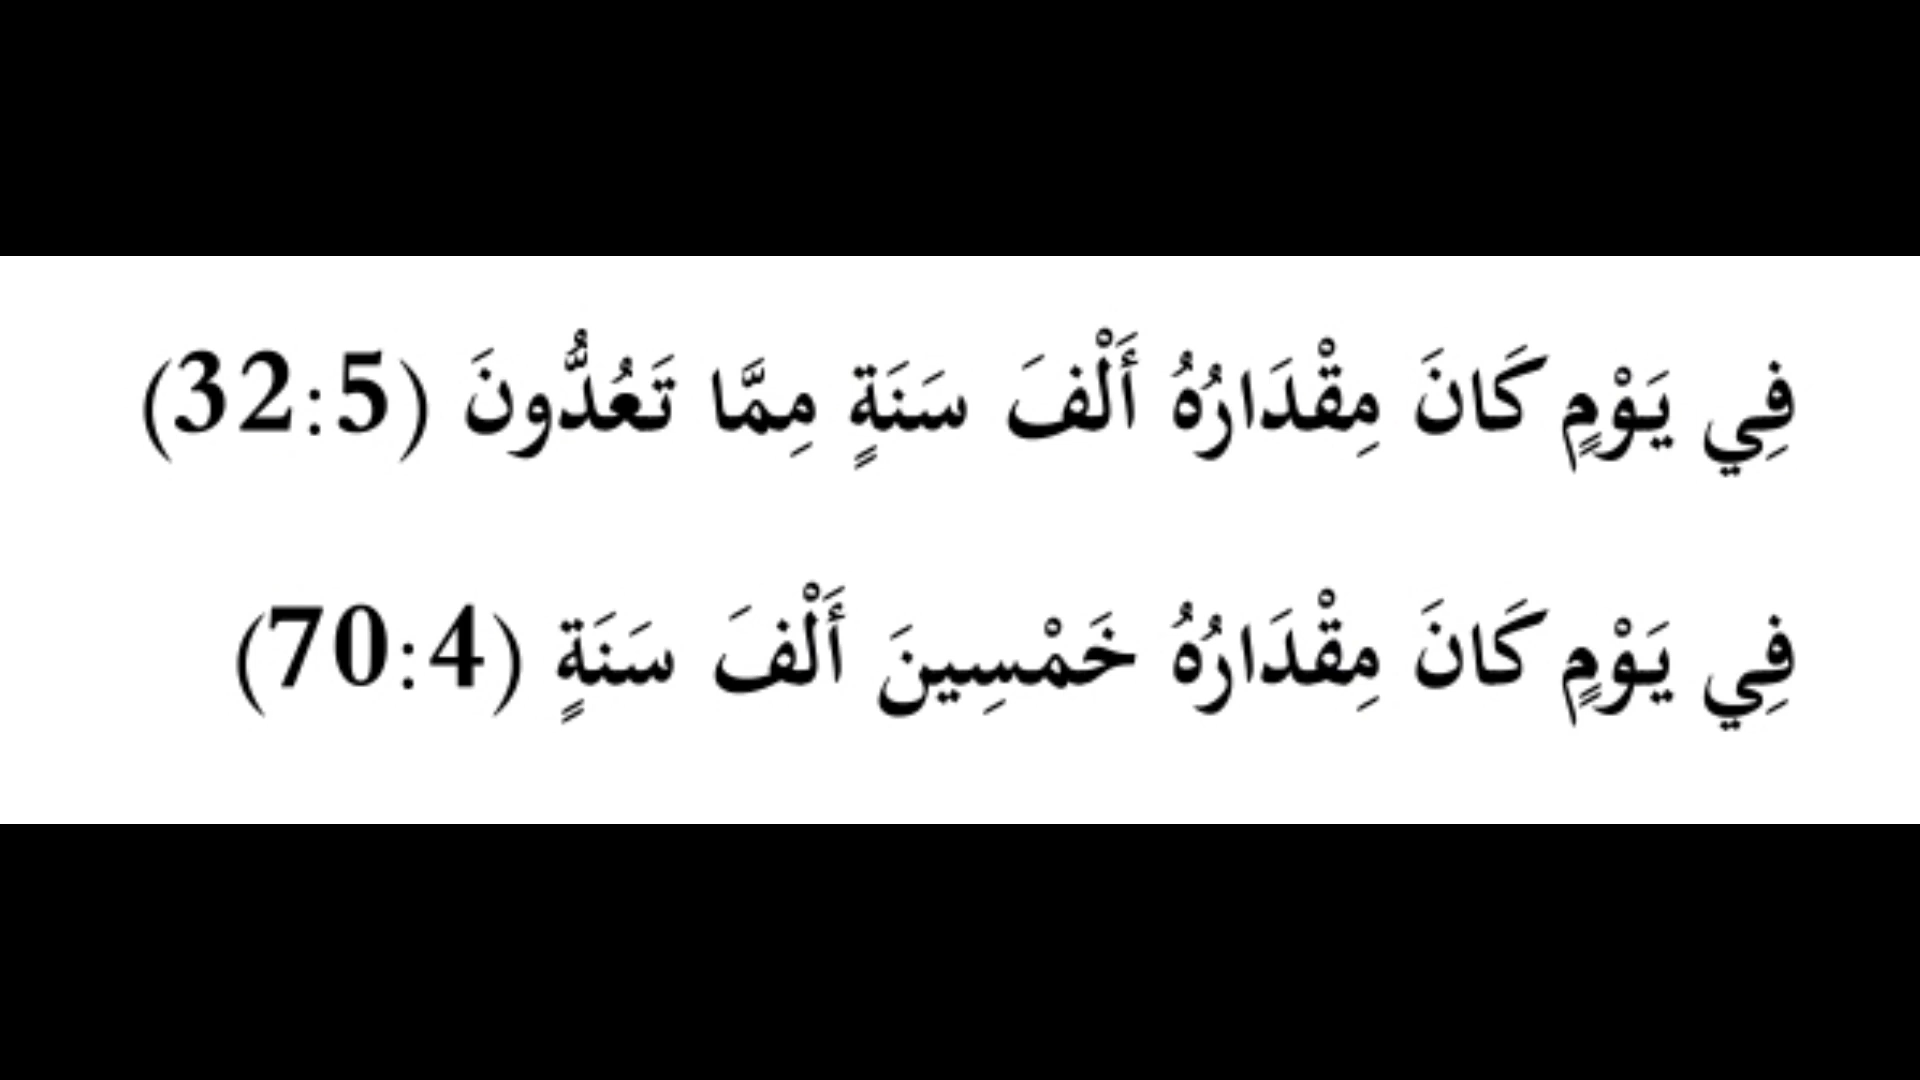 فِي يَوْمٍ كَانَ مِقْدَارُهُ أَلْفَ سَنَةٍ مِمَّا تَعُدُّونَ (32:5)
فِي يَوْمٍ كَانَ مِقْدَارُهُ خَمْسِينَ أَلْفَ سَنَةٍ (70:4)